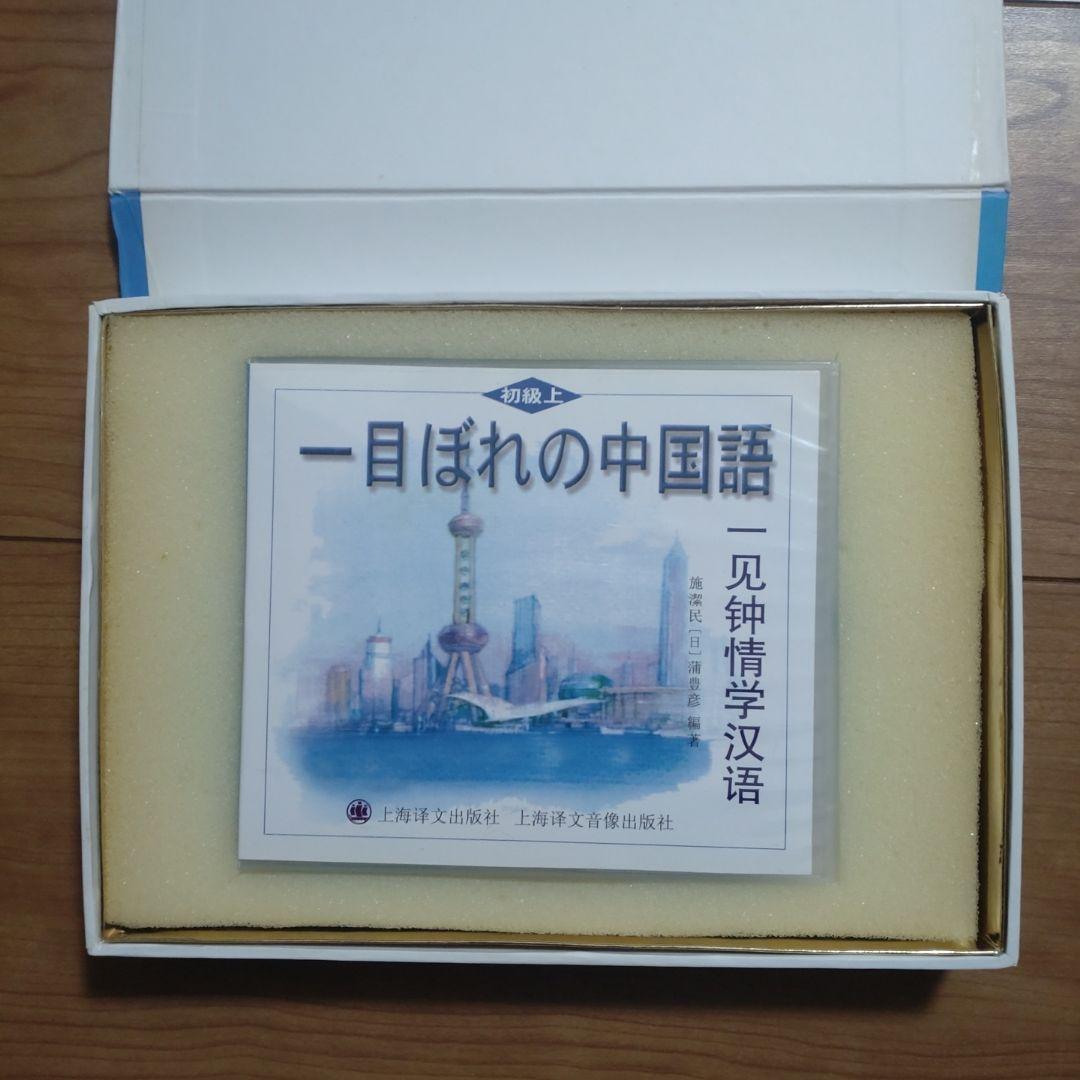 初級上
一目ぼれの中国語
一见钟情学汉语
施潔民［日］蒲豊彦 編著
上海译文出版社 上海译文音像出版社